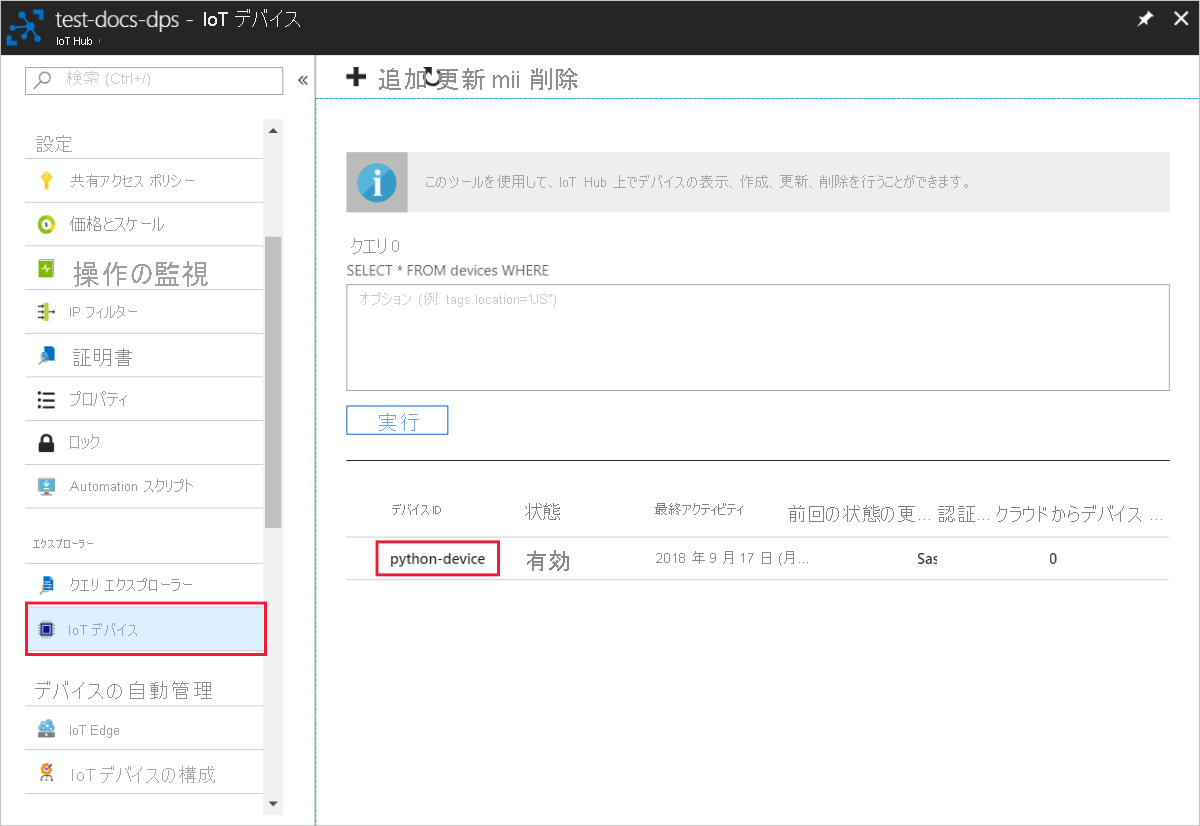 test-docs-dps - IoT デバイス
IoT Hub
検索 (Ctrl+/)
«
設定
共有アクセス ポリシー
価格とスケール
操作の監視
IP フィルター
証明書
プロパティ
ロック
Automation スクリプト
エクスプローラー
クエリ エクスプローラー
IoT デバイス
デバイスの自動管理
IoT Edge
IoT デバイスの構成
追加 更新 mii 削除
このツールを使用して、IoT Hub 上でデバイスの表示、作成、更新、削除を行うことができます。
クエリ 0
SELECT * FROM devices WHERE
オプション (例: tags.location='US")
実行
デバイス ID 状態 最終アクティビティ 前回の状態の更... 認証... クラウドからデバイス ...
python-device 有効 2018 年 9 月 17 日 (月... Sas 0